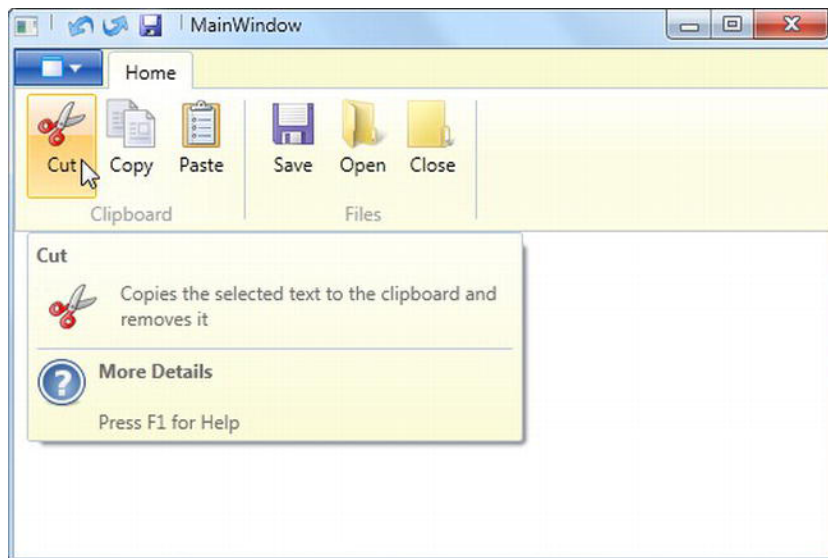 MainWindow
Home
Cut Copy Paste Save Open Close
Clipboard Files
Cut
Copies the selected text to the clipboard and
removes it
More Details
Press F1 for Help